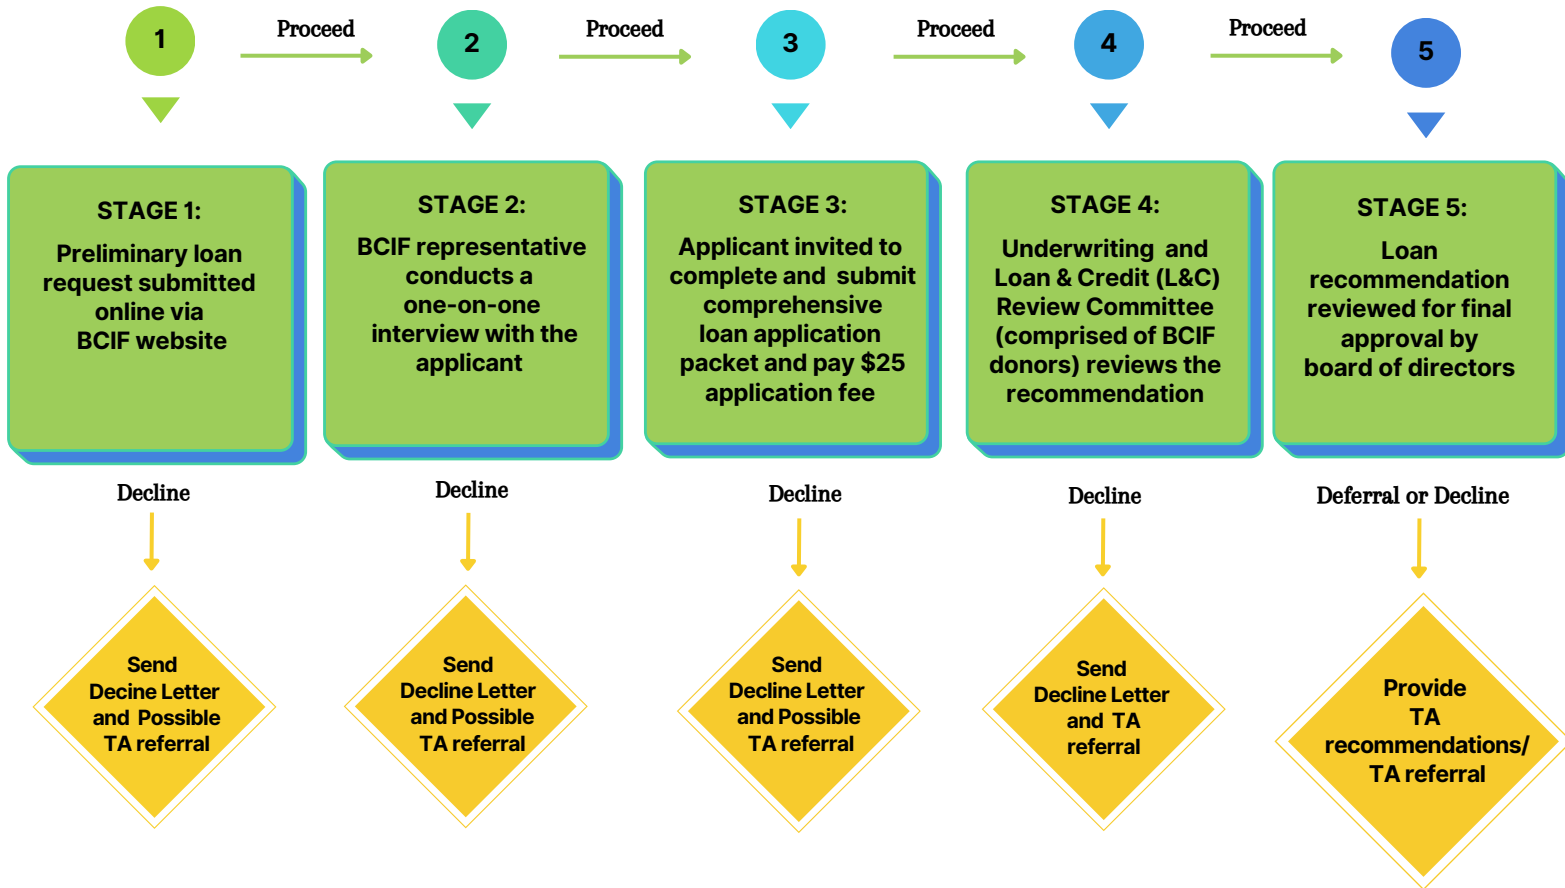 1
Proceed
2
Proceed
3
Proceed
4
Proceed
5
STAGE 1:
Preliminary loan
request submitted
online via
BCIF website
STAGE 2:
BCIF representative
conducts a
one-on-one
interview with the
applicant
STAGE 3:
Applicant invited to
complete and submit
comprehensive
loan application
packet and pay $25
application fee
STAGE 4:
Underwriting and
Loan & Credit (L&C)
Review Committee
(comprised of BCIF
donors) reviews the
recommendation
STAGE 5:
Loan
recommendation
reviewed for final
approval by
board of directors
Decline
Decline
Decline
Decline
Deferral or Decline
Send
Decine Letter
and Possible
TA referral
Send
Decline Letter
and Possible
TA referral
Send
Decline Letter
and Possible
TA referral
Send
Decline Letter
and TA
referral
Provide
TA
recommendations/
TA referral